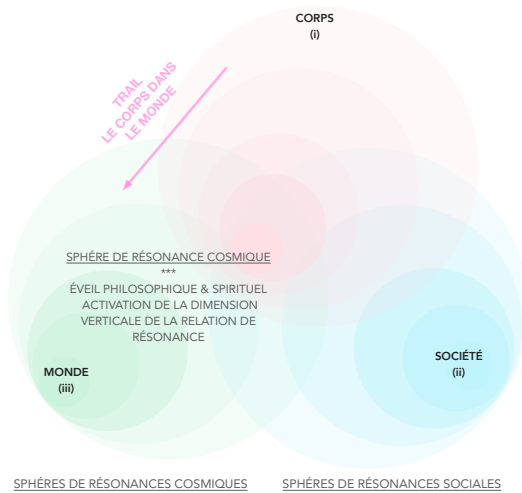 CORPS
(i)
TRAIL
LE CORPS DANS
LE MONDE
SPHÈRE DE RÉSONANCE COSMIQUE
***
ÉVEIL PHILOSOPHIQUE & SPIRITUEL
ACTIVATION DE LA DIMENSION
VERTICALE DE LA RELATION DE
RÉSONANCE
MONDE
(iii)
SOCIÉTÉ
(ii)
SPHÈRES DE RÉSONANCES COSMIQUES
SPHÈRES DE RÉSONANCES SOCIALES